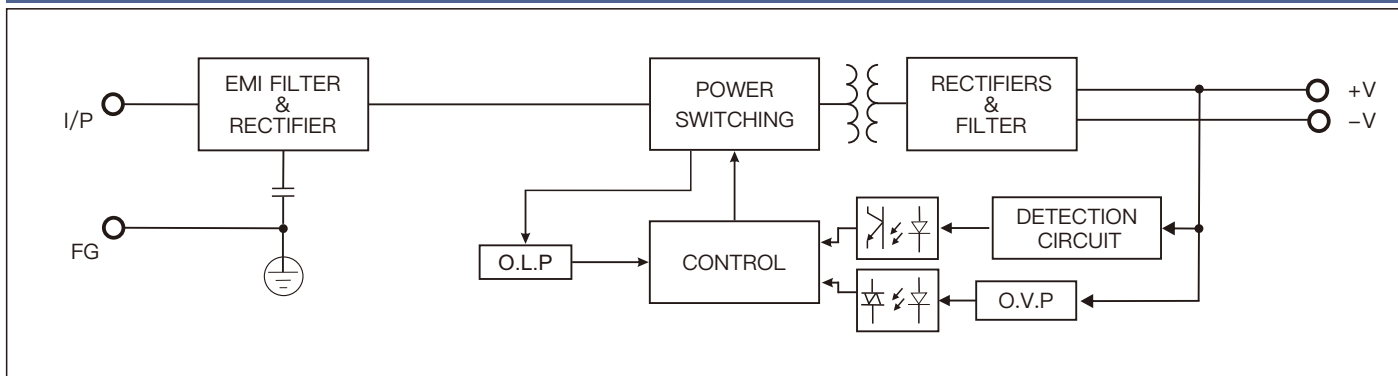 I/P
EMI FILTER
&
RECTIFIER
POWER
SWITCHING
RECTIFIERS
&
FILTER
+V
−V
FG
O.L.P
CONTROL
DETECTION
CIRCUIT
O.V.P